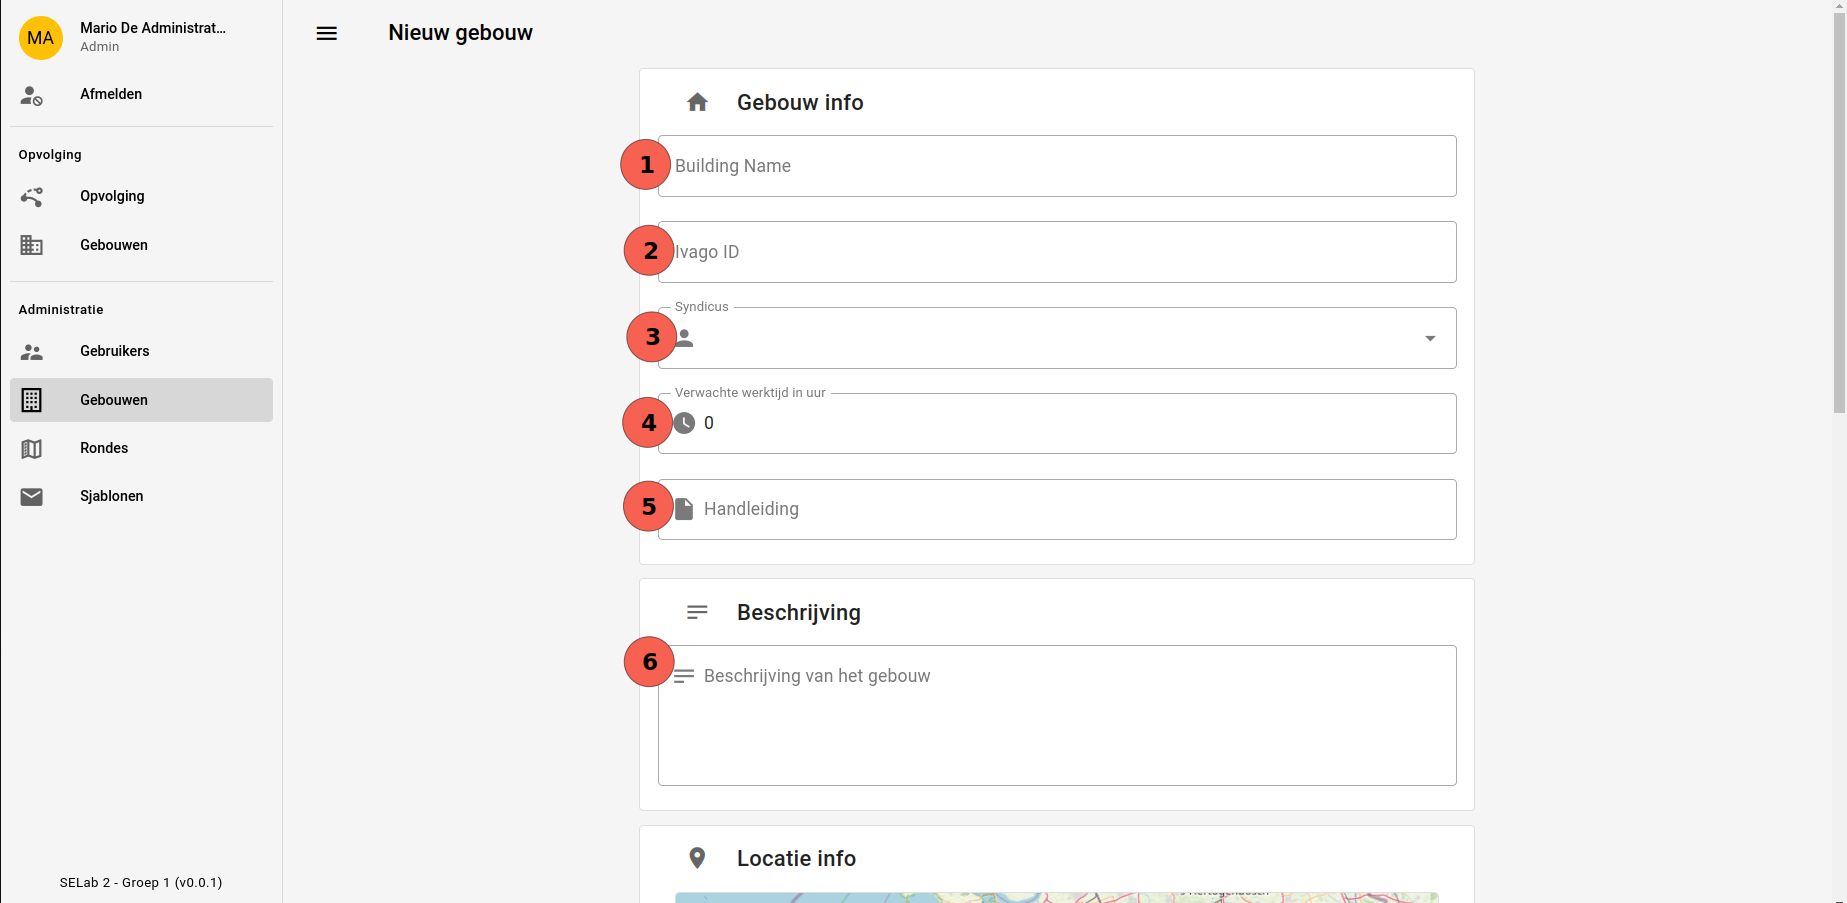 MA
Mario De Administrat...
Admin
Afmelden
Opvolging
Opvolging
Gebouwen
Administratie
Gebruikers
Gebouwen
Rondes
Sjablonen
SELab 2 - Groep 1 (v0.0.1)
Nieuw gebouw
Gebouw info
1
Building Name
2
Ivago ID
Syndicus
3
Verwachte werktijd in uur
4
0
5
Handleiding
Beschrijving
6
Beschrijving van het gebouw
Locatie info